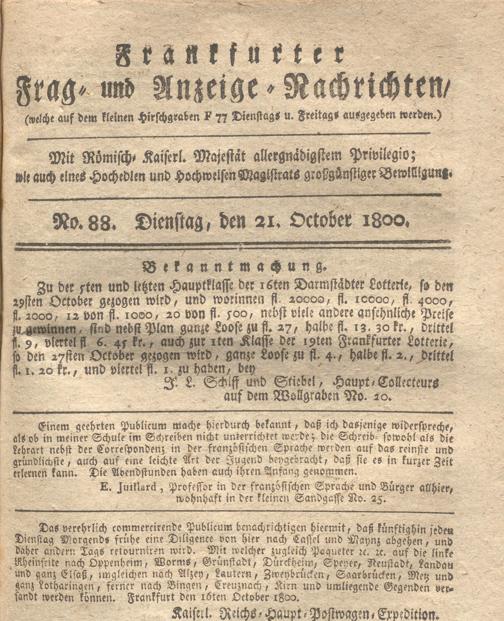 Frankfurter
Frag- und Anzeige-Nachrichten,
(welche auf dem kleinen Hirschgraben F 77 Dienstags u. Freitags ausgegeben werden.)
Mit Römisch-Kaiserl. Majestät allergnädigstem Privilegio;
wie auch eines Hochedlen und Hochweisen Magistrats großgünstiger Bewilligung.
No. 88. Dienstag, den 21. October 1800.
Bekanntmachung.
Zu der 5ten und letzten Hauptklasse der 16ten Darmstädter Lotterie, so den
29sten October gezogen wird, und worinnen fl. 20000, fl. 10000, fl. 4000,
fl. 2000, 12 von fl. 1000, 20 von fl. 500, nebst viele andere ansehnliche Preise
zu gewinnen, sind nebst Plan ganze Loose zu fl. 27, halbe fl. 13. 30 kr., drittel
fl. 9, viertel fl. 6. 45 kr., auch zur 1ten Klasse der 19ten Frankfurter Lotterie,
so den 27sten October gezogen wird, ganze Loose zu fl. 4., halbe fl. 2., drittel
fl. 1. 20 kr., und viertel fl. 1. zu haben, bey
J. L. Schiff und Stiebel, Haupt-Collecteurs
auf dem Wollgraben No. 20.
Einem geehrten Publicum mache hierdurch bekannt, daß ich dasjenige widerspreche,
als ob in meiner Schule im Schreiben nicht unterrichtet werde; die Schreib- sowohl als die
Lehrart nebst der Correspondenz in der französischen Sprache werden auf das reinste und
gründlichste, auch auf eine leichte Art der Jugend beygebracht, daß sie es in kurzer Zeit
erlernen kann. Die Abendstunden haben auch ihren Anfang genommen.
E. Juillard, Professor in der französischen Sprache und Bürger allhier,
wohnhaft in der kleinen Sandgasse No. 25.
Das verehrlich commercirende Publicum benachrichtigen hiermit, daß künftighin jeden
Dienstag Morgends frühe eine Diligence von hier nach Cassel und Maynz abgehen, und
daher andern Tags retourniren wird. Mit welcher zugleich Paqueter ꝛc. ꝛc. auf die linke
Rheinseite nach Oppenheim, Worms, Grünstadt, Dürckheim, Speyer, Neustadt, Landau
und ganz Elsaß, imgleichen nach Alzey, Lautern, Zweybrücken, Saarbrücken, Metz und
ganz Lothringen, ferner nach Bingen, Creuznach, Kirn und umliegende Gegenden ver-
sandt werden können. Frankfurt den 16ten October 1800.
Kaiserl. Reichs-Haupt-Postwagen-Expedition.